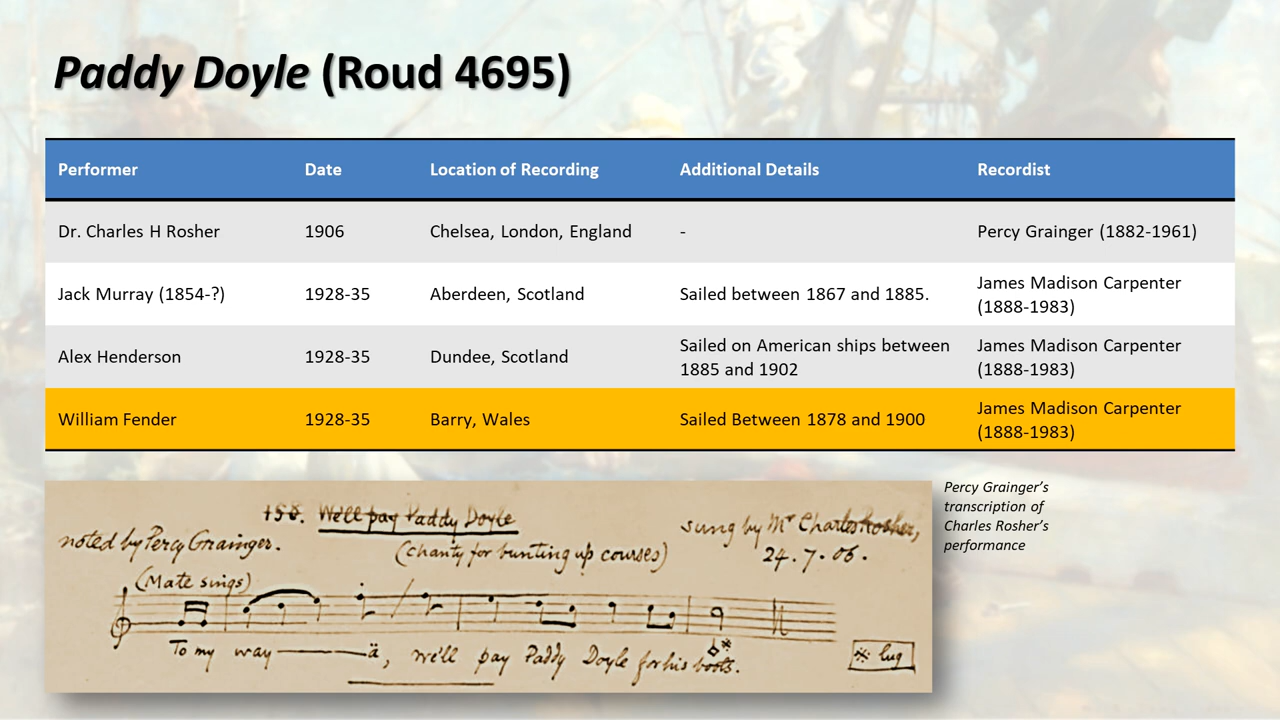 Paddy Doyle (Roud 4695)
Performer Date Location of Recording Additional Details Recordist
Dr. Charles H Rosher 1906 Chelsea, London, England - Percy Grainger (1882-1961)
Jack Murray (1854-?) 1928-35 Aberdeen, Scotland Sailed between 1867 and 1885. James Madison Carpenter
(1888-1983)
Alex Henderson 1928-35 Dundee, Scotland Sailed on American ships between
1885 and 1902
James Madison Carpenter
(1888-1983)
William Fender 1928-35 Barry, Wales Sailed Between 1878 and 1900 James Madison Carpenter
(1888-1983)
158. We'll pay Paddy Doyle
sung by Mr Charles Rosher,
noted by Percy Grainger.
(chanty for bunting up courses)
24.7.06.
(Mate sings)
To my way ä, we'll pay Paddy Doyle for his boots.
lug
Percy Grainger's
transcription of
Charles Rosher's
performance